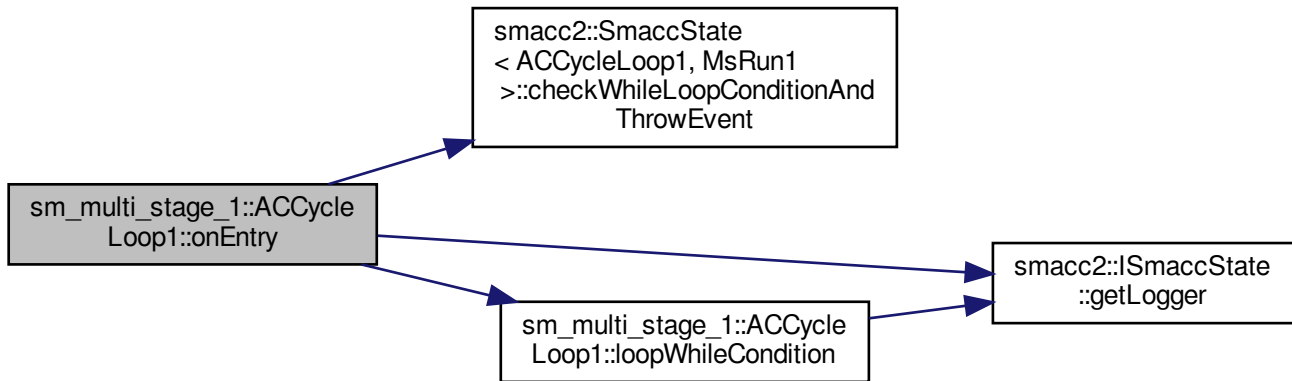 smacc2::SmaccState
< ACCycleLoop1, MsRun1
>::checkWhileLoopConditionAnd
ThrowEvent
sm_multi_stage_1::ACCycle
Loop1::onEntry
smacc2::ISmaccState
::getLogger
sm_multi_stage_1::ACCycle
Loop1::loopWhileCondition